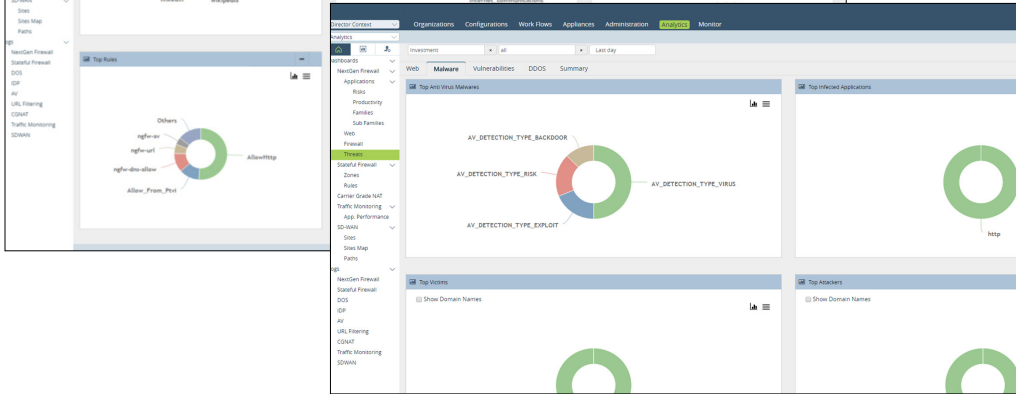 SD-WAN
Sites
Sites Map
Paths
ogs
NextGen Firewall
Stateful Firewall
DOS
IDP
AV
URL Filtering
CGNAT
Traffic Monitoring
SDWAN
Top Rules
Others
ngfw-av
ngfw-url
ngfw-dns-allow
Allow_From_Ptvi
AllowHttp
Director Context
Organizations Configurations Work Flows Appliances Administration Analytics Monitor
Analytics
Investment all Last day
ashboards
NextGen Firewall
Applications
Risks
Productivity
Families
Sub Families
Web
Firewall
Threats
Stateful Firewall
Zones
Rules
Carrier Grade NAT
Traffic Monitoring
App. Performance
SD-WAN
Sites
Sites Map
Paths
ogs
NextGen Firewall
Stateful Firewall
DOS
IDP
AV
URL Filtering
CGNAT
Traffic Monitoring
SDWAN
Web Malware Vulnerabilities DDOS Summary
Top Anti Virus Malwares
AV_DETECTION_TYPE_BACKDOOR
AV_DETECTION_TYPE_RISK
AV_DETECTION_TYPE_VIRUS
AV_DETECTION_TYPE_EXPLOIT
Top Infected Applications
http
Top Victims
Show Domain Names
Top Attackers
Show Domain Names